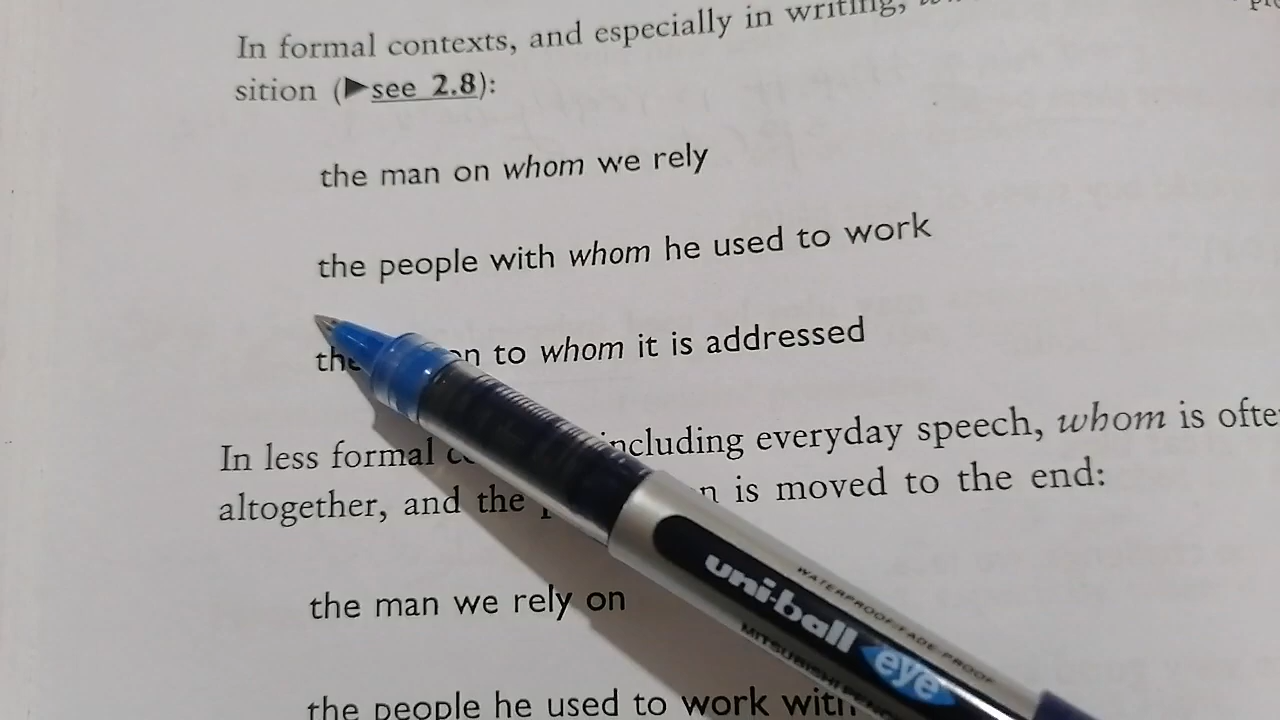 In formal contexts, and especially in writing,
sition (▶see 2.8):
the man on whom we rely
the people with whom he used to work
the to whom it is addressed
In less formal including everyday speech, whom is
altogether, and the is moved to the end:
the man we rely on
the people he used to work with
uni-ball eye
WATERPROOF/FADE-PROOF
MITSUBISHI